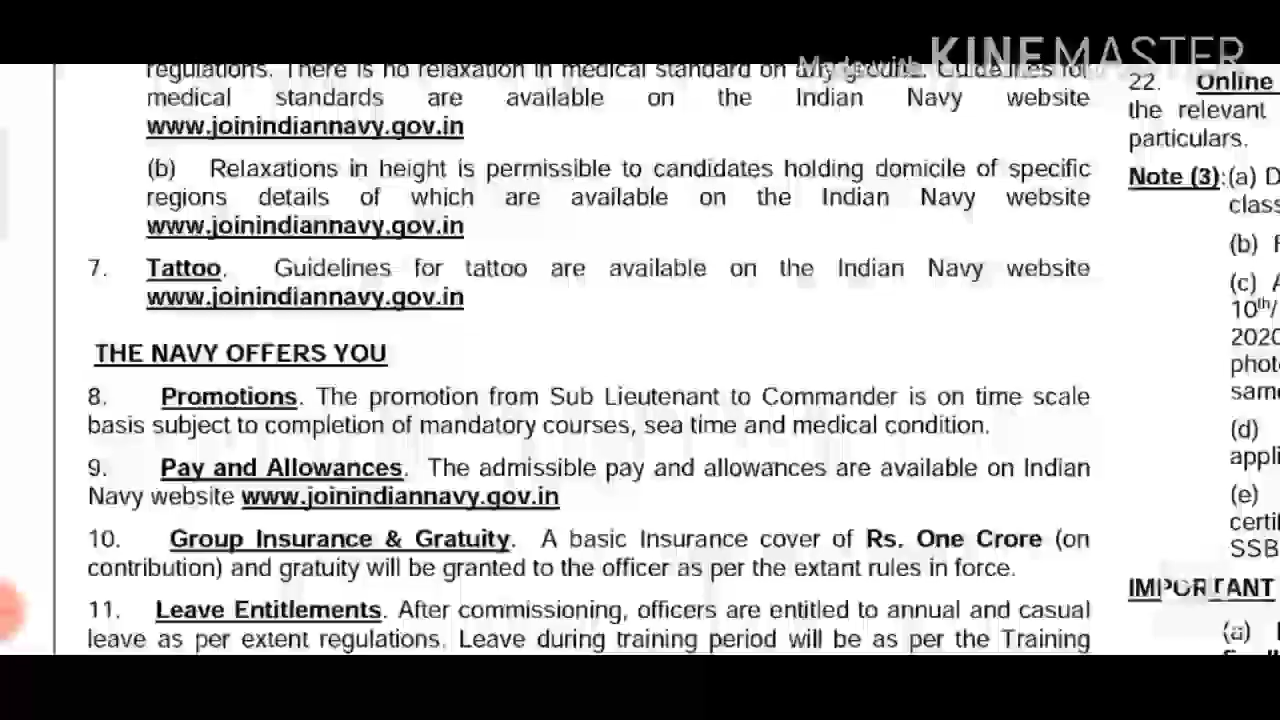 Made with KINEMASTER
regulations. There is no relaxation in medical standard on any grounds. Guidelines for
medical standards are available on the Indian Navy website
www.joinindiannavy.gov.in
(b) Relaxations in height is permissible to candidates holding domicile of specific
regions details of which are available on the Indian Navy website
www.joinindiannavy.gov.in
7. Tattoo. Guidelines for tattoo are available on the Indian Navy website
www.joinindiannavy.gov.in
THE NAVY OFFERS YOU
8. Promotions. The promotion from Sub Lieutenant to Commander is on time scale
basis subject to completion of mandatory courses, sea time and medical condition.
9. Pay and Allowances. The admissible pay and allowances are available on Indian
Navy website www.joinindiannavy.gov.in
10. Group Insurance & Gratuity. A basic Insurance cover of Rs. One Crore (on
contribution) and gratuity will be granted to the officer as per the extant rules in force.
11. Leave Entitlements. After commissioning, officers are entitled to annual and casual
leave as per extent regulations. Leave during training period will be as per the Training
22. Online
the relevant
particulars.
Note (3):(a) D
class
(b) F
(c) A
10th/
2020
phot
same
(d)
appli
(e)
certif
SSB
IMPORTANT
(a)